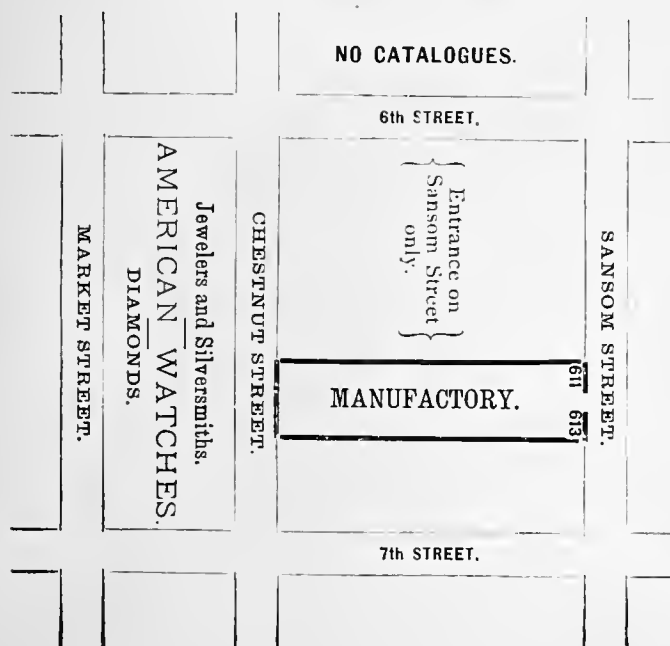 NO CATALOGUES.
6th STREET.
MARKET STREET.
Jewelers and Silversmiths.
AMERICAN WATCHES.
DIAMONDS.
CHESTNUT STREET.
Entrance on
Sansom Street
only.
SANSOM STREET.
MANUFACTORY.
611
613
7th STREET.